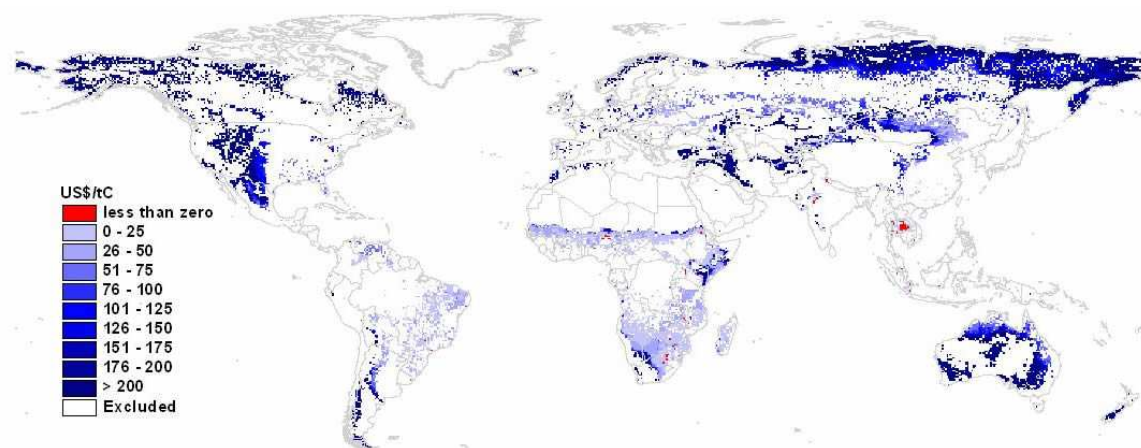 US$/tC
less than zero
0 - 25
26 - 50
51 - 75
76 - 100
101 - 125
126 - 150
151 - 175
176 - 200
> 200
Excluded